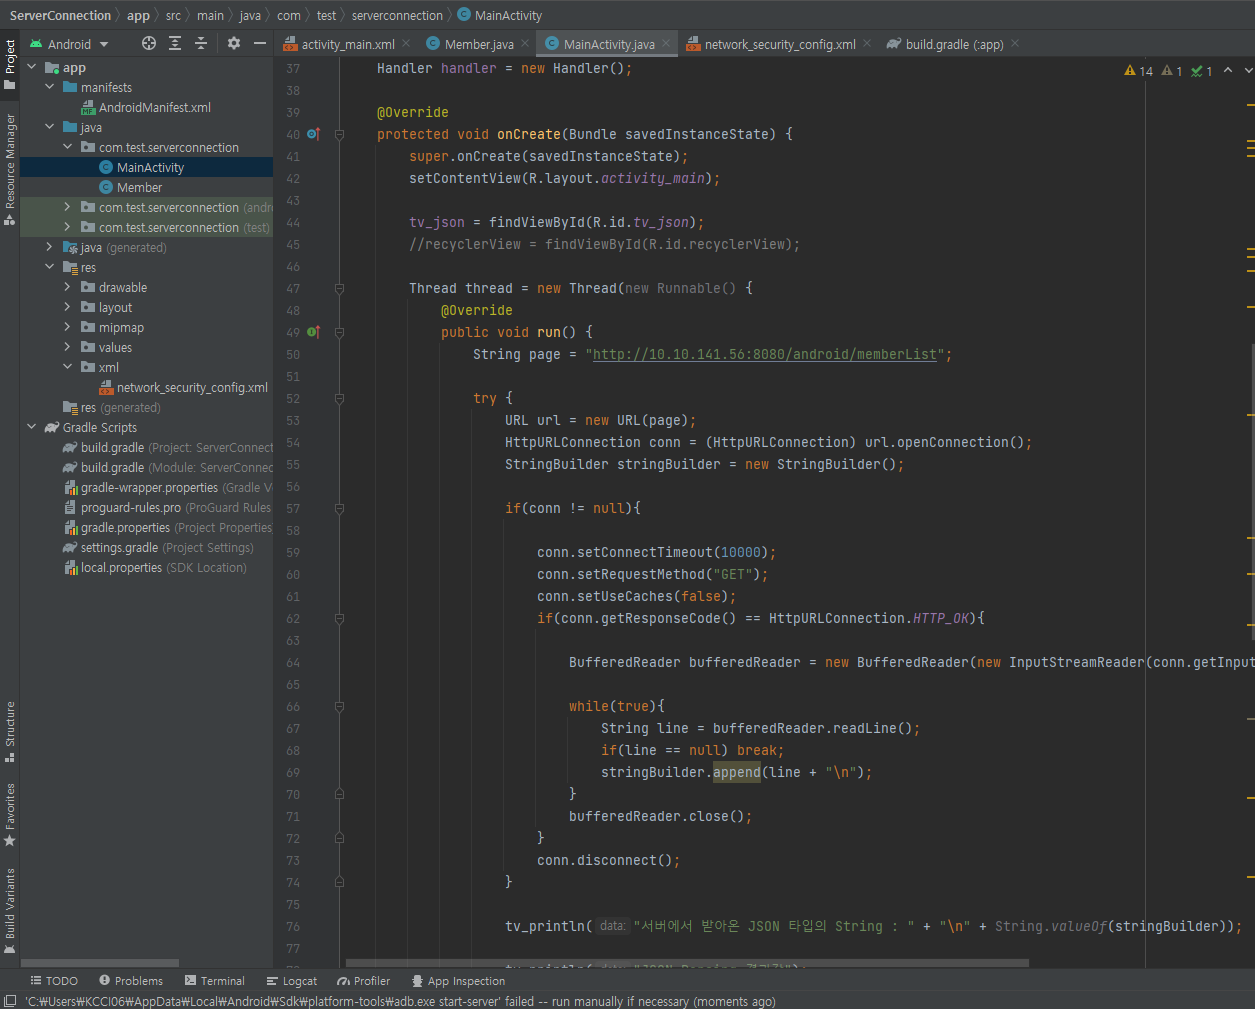 ServerConnection app src main java com test serverconnection MainActivity
Android
activity_main.xml Member.java MainActivity.java network_security_config.xml build.gradle (:app)
Project
Resource Manager
Structure
Favorites
Build Variants
app
manifests
AndroidManifest.xml
java
com.test.serverconnection
MainActivity
Member
com.test.serverconnection (andro
com.test.serverconnection (test)
java (generated)
res
drawable
layout
mipmap
values
xml
network_security_config.xml
res (generated)
Gradle Scripts
build.gradle (Project: ServerConnect
build.gradle (Module: ServerConnec
gradle-wrapper.properties (Gradle V
proguard-rules.pro (ProGuard Rules
gradle.properties (Project Properties
settings.gradle (Project Settings)
local.properties (SDK Location)
14 1 1
37 Handler handler = new Handler();
38
39 @Override
40 protected void onCreate(Bundle savedInstanceState) {
41 super.onCreate(savedInstanceState);
42 setContentView(R.layout.activity_main);
43
44 tv_json = findViewById(R.id.tv_json);
45 //recyclerView = findViewById(R.id.recyclerView);
46
47 Thread thread = new Thread(new Runnable() {
48 @Override
49 public void run() {
50 String page = "http://10.10.141.56:8080/android/memberList";
51
52 try {
53 URL url = new URL(page);
54 HttpURLConnection conn = (HttpURLConnection) url.openConnection();
55 StringBuilder stringBuilder = new StringBuilder();
56
57 if(conn != null){
58
59 conn.setConnectTimeout(10000);
60 conn.setRequestMethod("GET");
61 conn.setUseCaches(false);
62 if(conn.getResponseCode() == HttpURLConnection.HTTP_OK){
63
64 BufferedReader bufferedReader = new BufferedReader(new InputStreamReader(conn.getInput
65
66 while(true){
67 String line = bufferedReader.readLine();
68 if(line == null) break;
69 stringBuilder.append(line + "\n");
70 }
71 bufferedReader.close();
72 }
73 conn.disconnect();
74 }
75
76 tv_println( data: "서버에서 받아온 JSON 타입의 String : " + "\n" + String.valueOf(stringBuilder));
77
TODO Problems Terminal Logcat Profiler App Inspection
'C:₩Users₩KCCI06₩AppData₩Local₩Android₩Sdk₩platform-tools₩adb.exe start-server' failed -- run manually if necessary (moments ago)